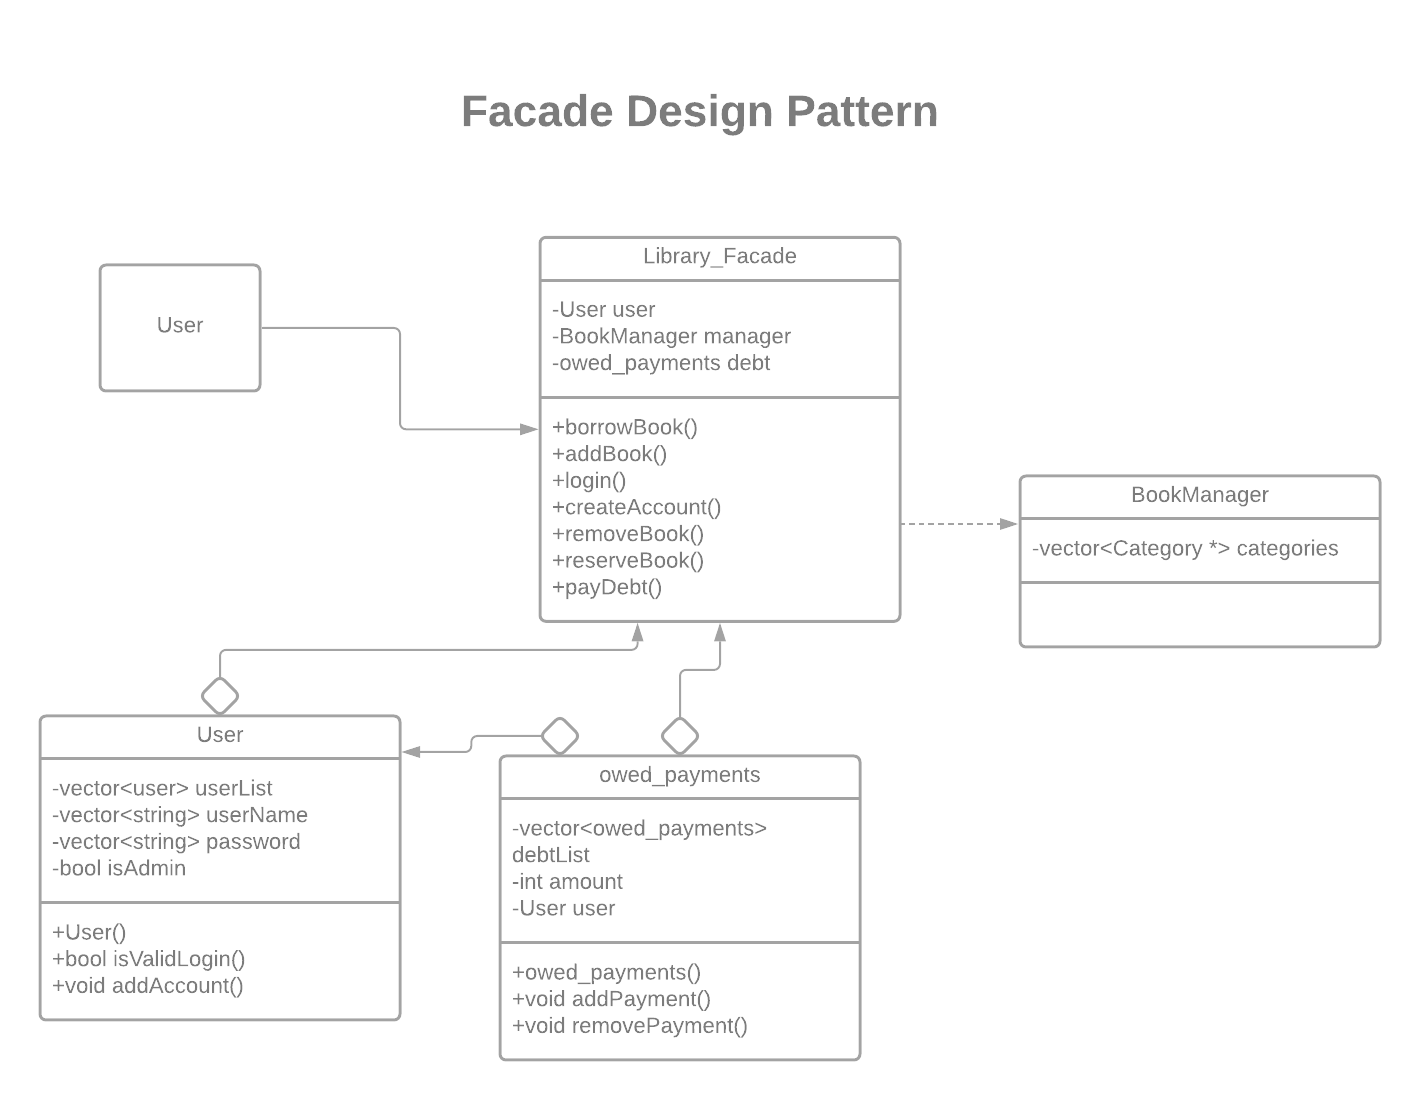 Facade Design Pattern
User
Library_Facade
-User user
-BookManager manager
-owed_payments debt
+borrowBook()
+addBook()
+login()
+createAccount()
+removeBook()
+reserveBook()
+payDebt()
BookManager
-vector<Category *> categories
User
-vector<user> userList
-vector<string> userName
-vector<string> password
-bool isAdmin
+User()
+bool isValidLogin()
+void addAccount()
owed_payments
-vector<owed_payments>
debtList
-int amount
-User user
+owed_payments()
+void addPayment()
+void removePayment()